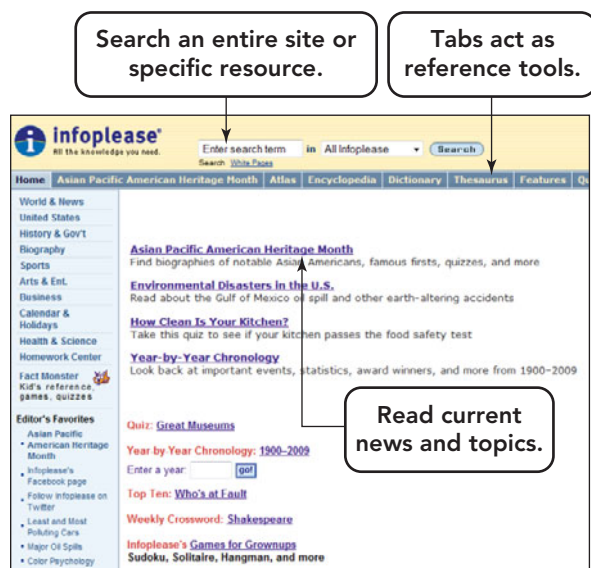 Search an entire site or
specific resource.
Tabs act as
reference tools.
infoplease®
All the knowledge you need.
Enter search term in All Infoplease Search
Search White Pages
Home Asian Pacific American Heritage Month Atlas Encyclopedia Dictionary Thesaurus Features Qu
World & News
United States
History & Gov't
Biography
Sports
Arts & Ent.
Business
Calendar &
Holidays
Health & Science
Homework Center
Fact Monster
Kid's reference,
games, quizzes
Editor's Favorites
Asian Pacific
American Heritage
Month
Infoplease's
Facebook page
Follow Infoplease on
Twitter
Least and Most
Polluting Cars
Major Oil Spills
Color Psychology
Asian Pacific American Heritage Month
Find biographies of notable Asian Americans, famous firsts, quizzes, and more
Environmental Disasters in the U.S.
Read about the Gulf of Mexico oil spill and other earth-altering accidents
How Clean Is Your Kitchen?
Take this quiz to see if your kitchen passes the food safety test
Year-by-Year Chronology
Look back at important events, statistics, award winners, and more from 1900–2009
Read current
news and topics.
Quiz: Great Museums
Year by Year Chronology: 1900–2009
Enter a year: go!
Top Ten: Who's at Fault
Weekly Crossword: Shakespeare
Infoplease's Games for Grownups
Sudoku, Solitaire, Hangman, and more